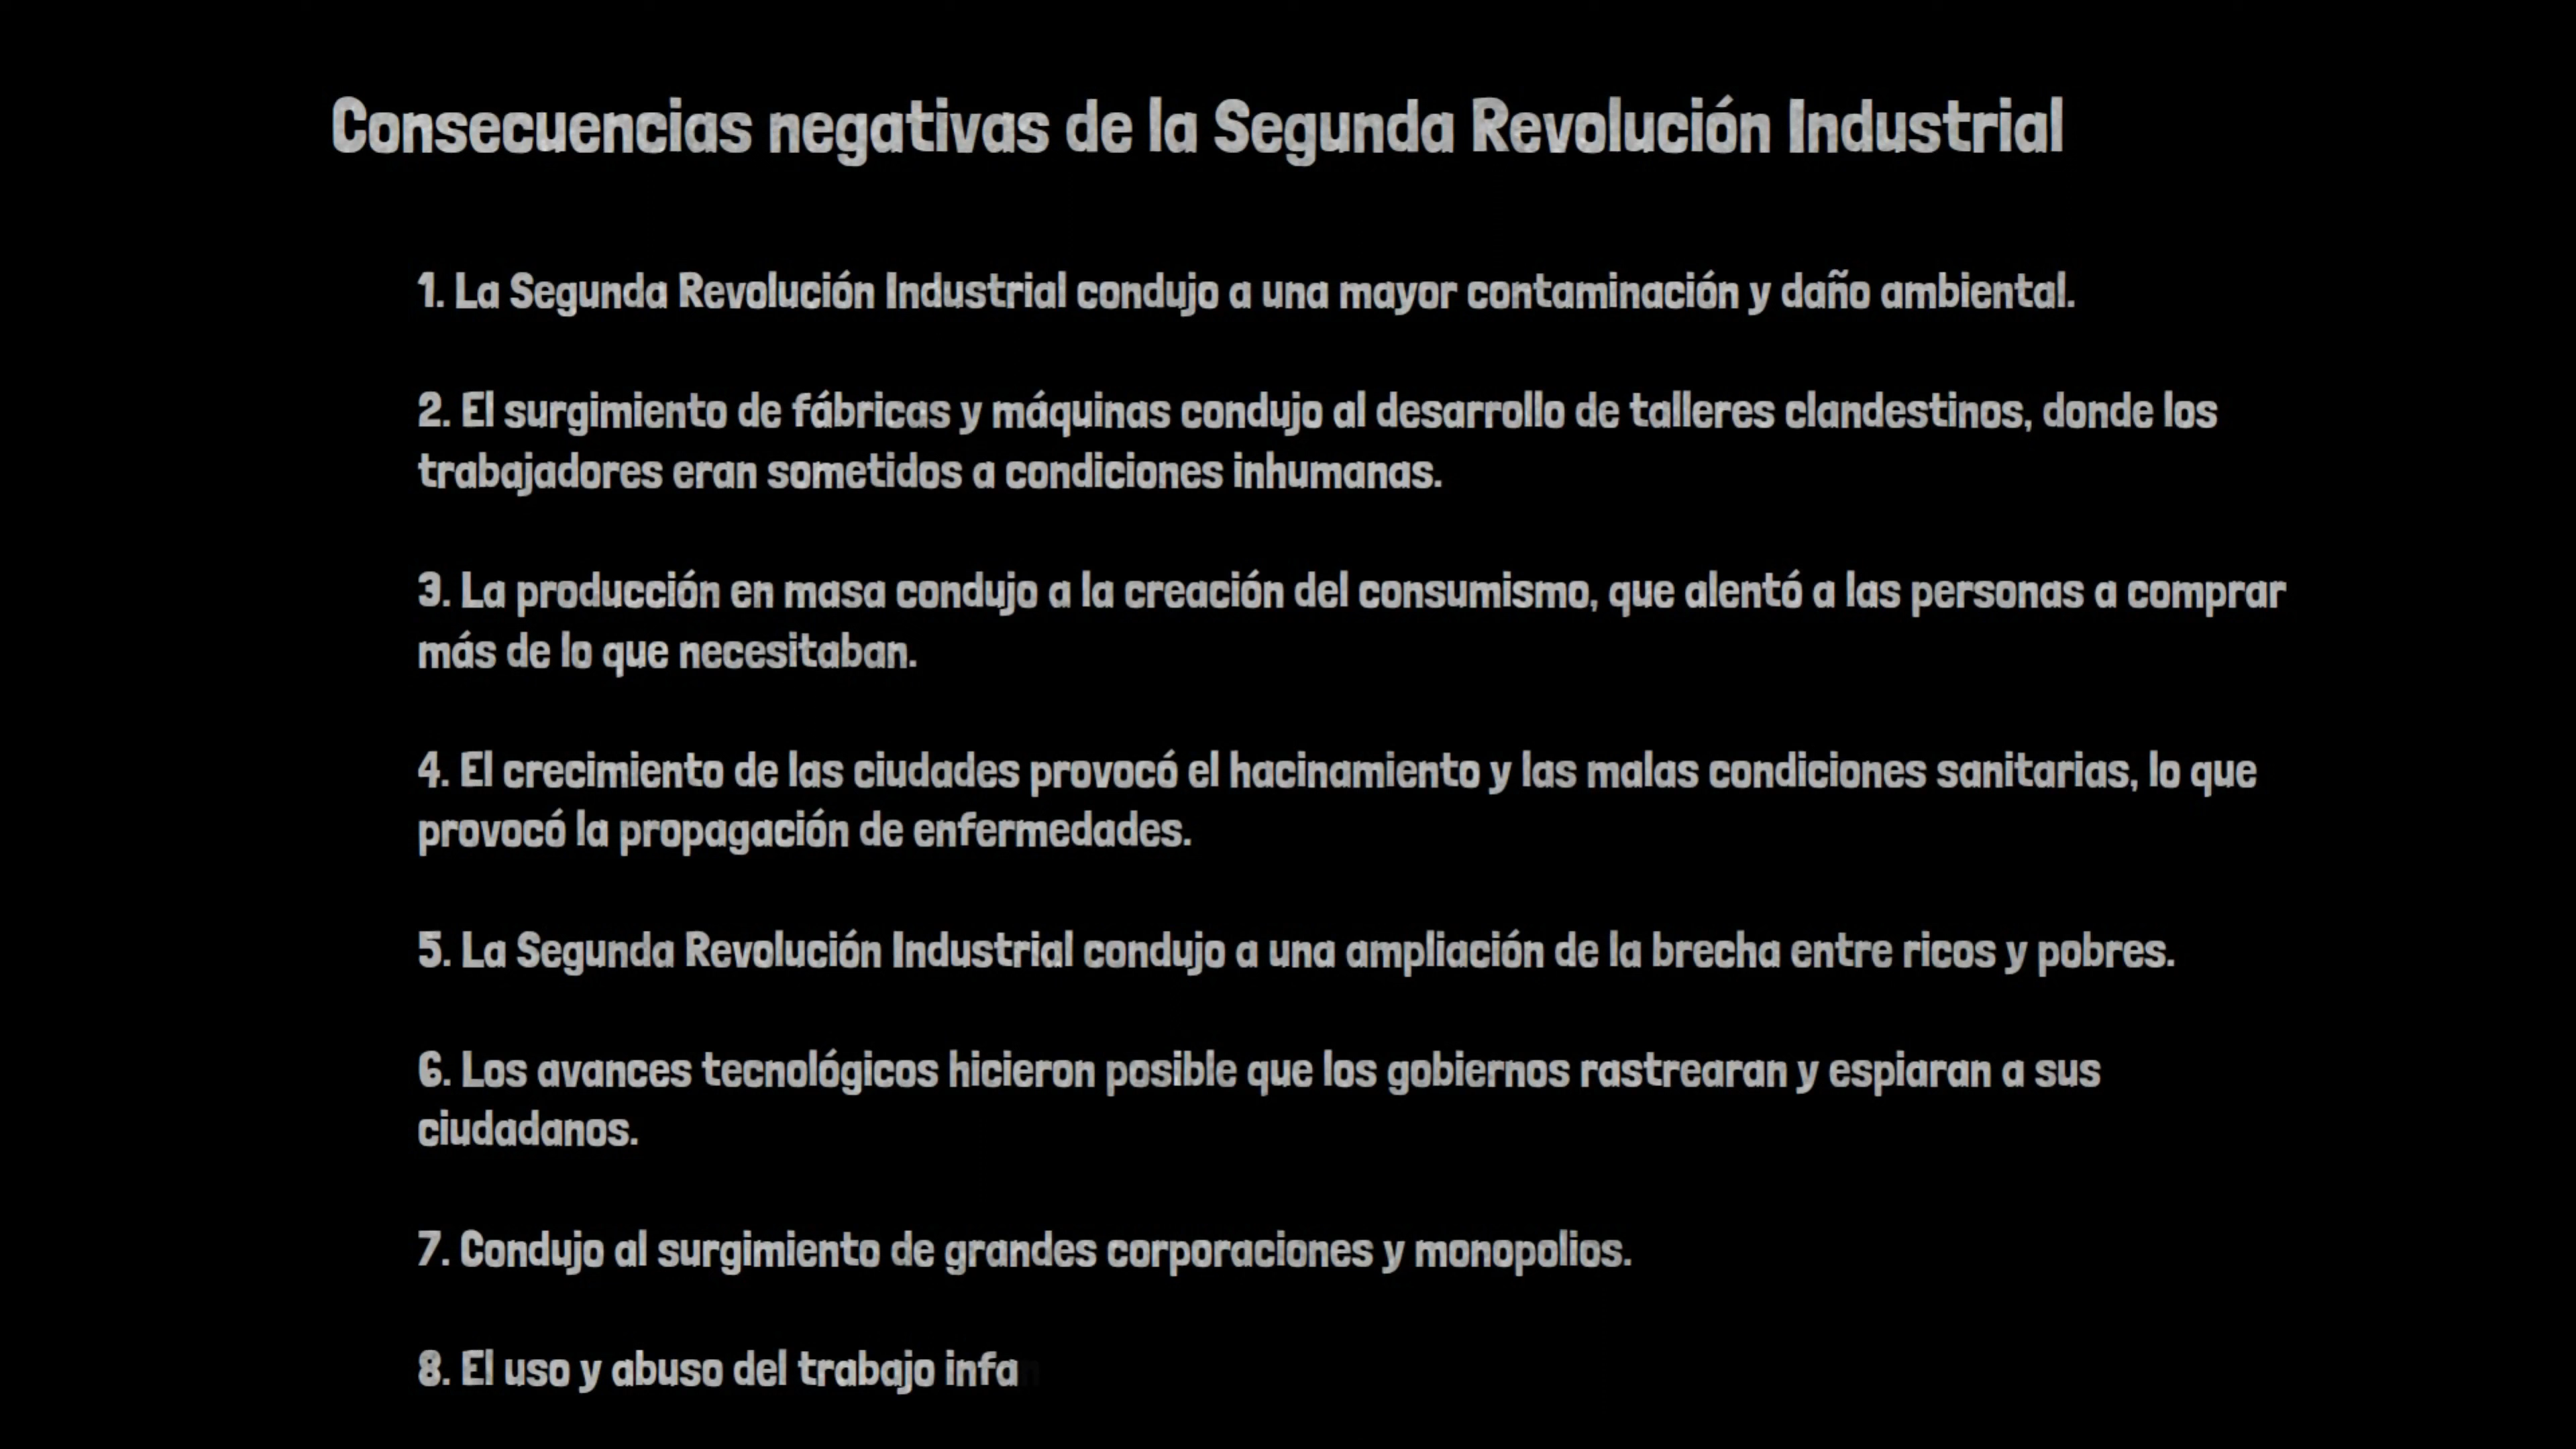 Consecuencias negativas de la Segunda Revolución Industrial
1. La Segunda Revolución Industrial condujo a una mayor contaminación y daño ambiental.
2. El surgimiento de fábricas y máquinas condujo al desarrollo de talleres clandestinos, donde los
trabajadores eran sometidos a condiciones inhumanas.
3. La producción en masa condujo a la creación del consumismo, que alentó a las personas a comprar
más de lo que necesitaban.
4. El crecimiento de las ciudades provocó el hacinamiento y las malas condiciones sanitarias, lo que
provocó la propagación de enfermedades.
5. La Segunda Revolución Industrial condujo a una ampliación de la brecha entre ricos y pobres.
6. Los avances tecnológicos hicieron posible que los gobiernos rastrearan y espiaran a sus
ciudadanos.
7. Condujo al surgimiento de grandes corporaciones y monopolios.
8. El uso y abuso del trabajo infan